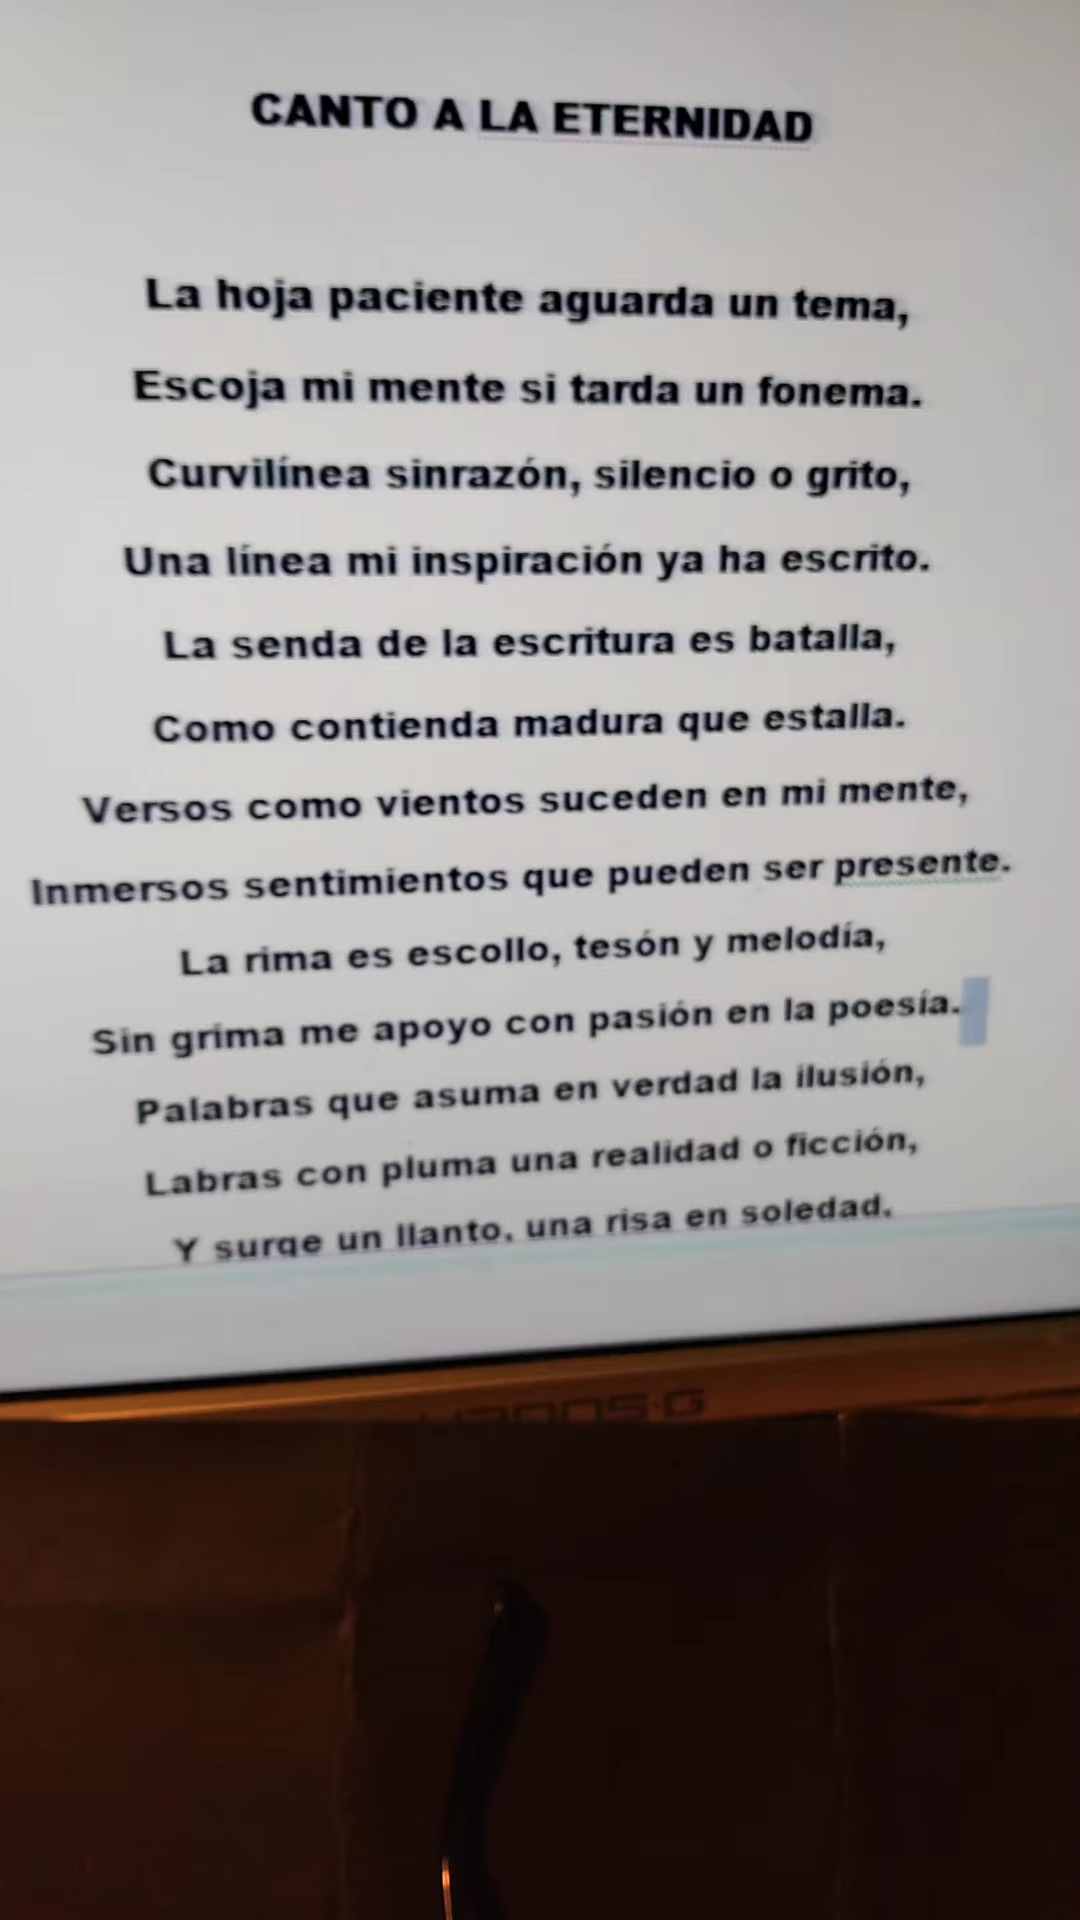 CANTO A LA ETERNIDAD
La hoja paciente aguarda un tema,
Escoja mi mente si tarda un fonema.
Curvilínea sinrazón, silencio o grito,
Una línea mi inspiración ya ha escrito.
La senda de la escritura es batalla,
Como contienda madura que estalla.
Versos como vientos suceden en mi mente,
Inmersos sentimientos que pueden ser presente.
La rima es escollo, tesón y melodía,
Sin grima me apoyo con pasión en la poesía.
Palabras que asuma en verdad la ilusión,
Labras con pluma una realidad o ficción,
Y surge un llanto, una risa en soledad,